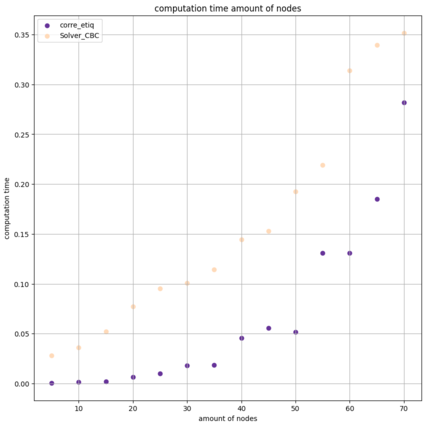 computation time amount of nodes
corre_etiq
Solver_CBC
0.35
0.30
0.25
0.20
0.15
0.10
0.05
0.00
computation time
10 20 30 40 50 60 70
amount of nodes